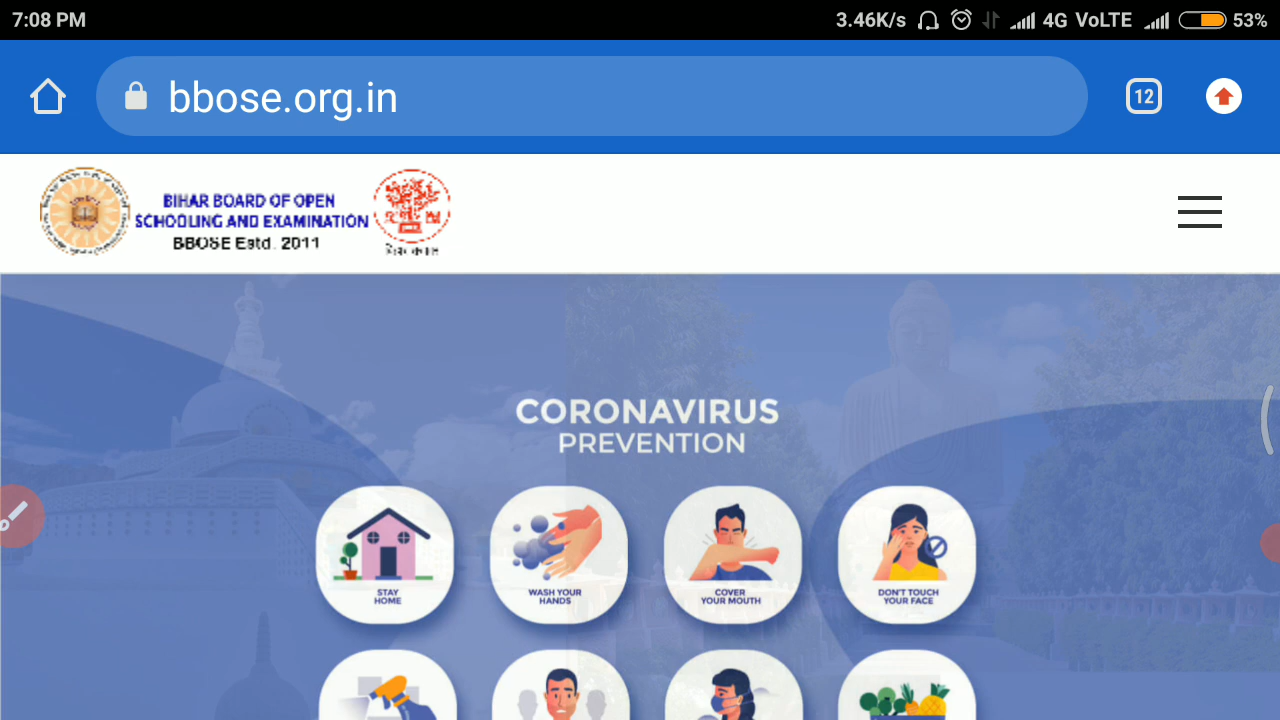 7:08 PM
3.46K/s 4G VoLTE 53%
bbose.org.in
12
BIHAR BOARD OF OPEN
SCHOOLING AND EXAMINATION
BBOSE Estd. 2011
CORONAVIRUS
PREVENTION
STAY
HOME
WASH YOUR
HANDS
COVER
YOUR MOUTH
DON'T TOUCH
YOUR FACE